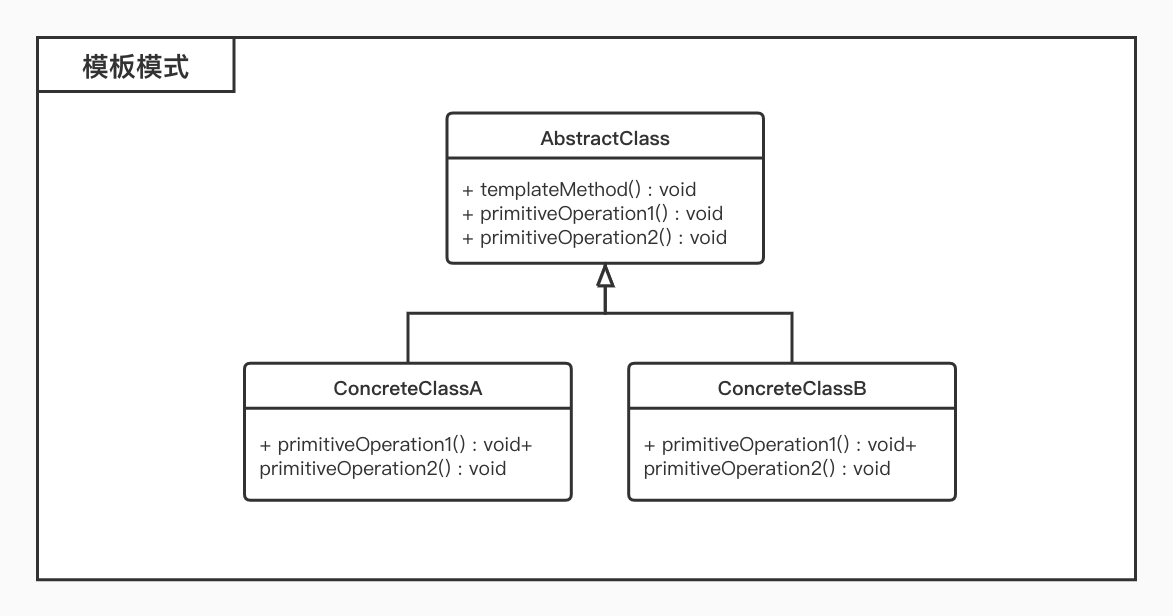 模板模式
AbstractClass
+ templateMethod() : void
+ primitiveOperation1() : void
+ primitiveOperation2() : void
ConcreteClassA
+ primitiveOperation1() : void+
primitiveOperation2() : void
ConcreteClassB
+ primitiveOperation1() : void+
primitiveOperation2() : void